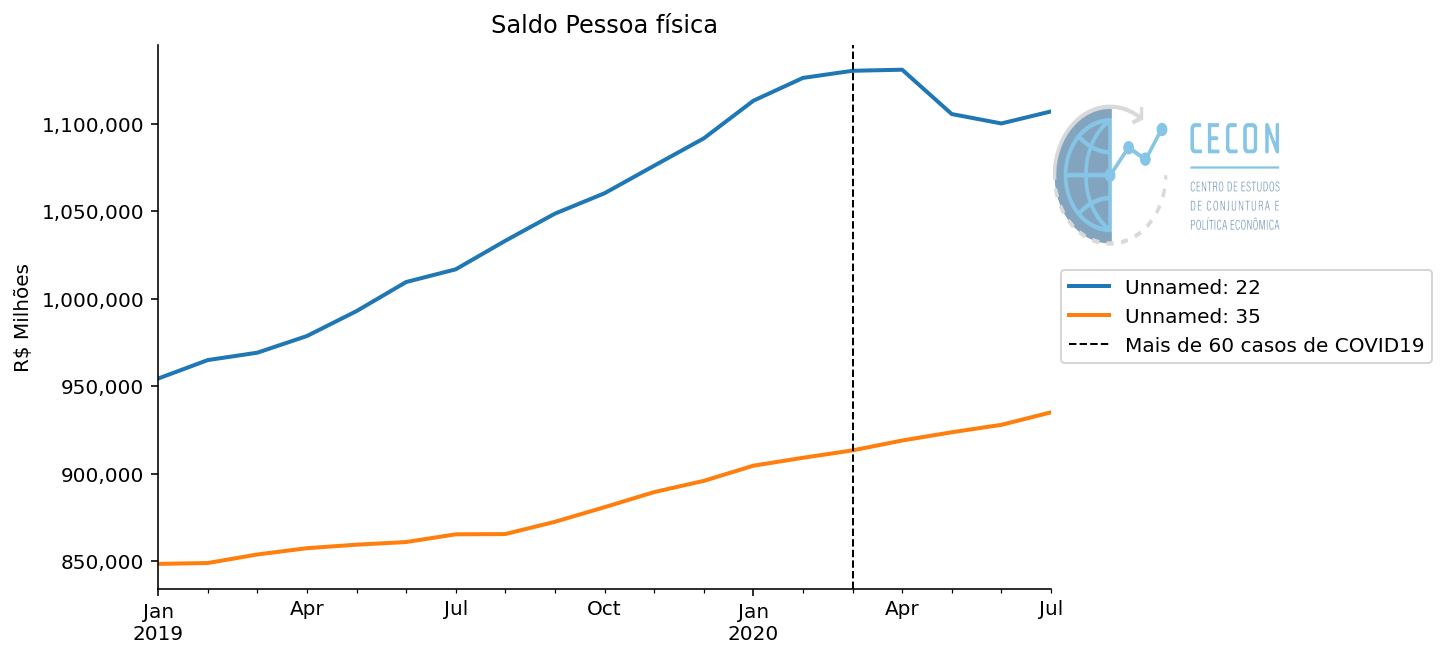 Saldo Pessoa física
R$ Milhões
1,100,000
1,050,000
1,000,000
950,000
900,000
850,000
Jan
2019
Apr
Jul
Oct
Jan
2020
Apr
Jul
CECON
CENTRO DE ESTUDOS
DE CONJUNTURA E
POLÍTICA ECONÔMICA
Unnamed: 22
Unnamed: 35
Mais de 60 casos de COVID19